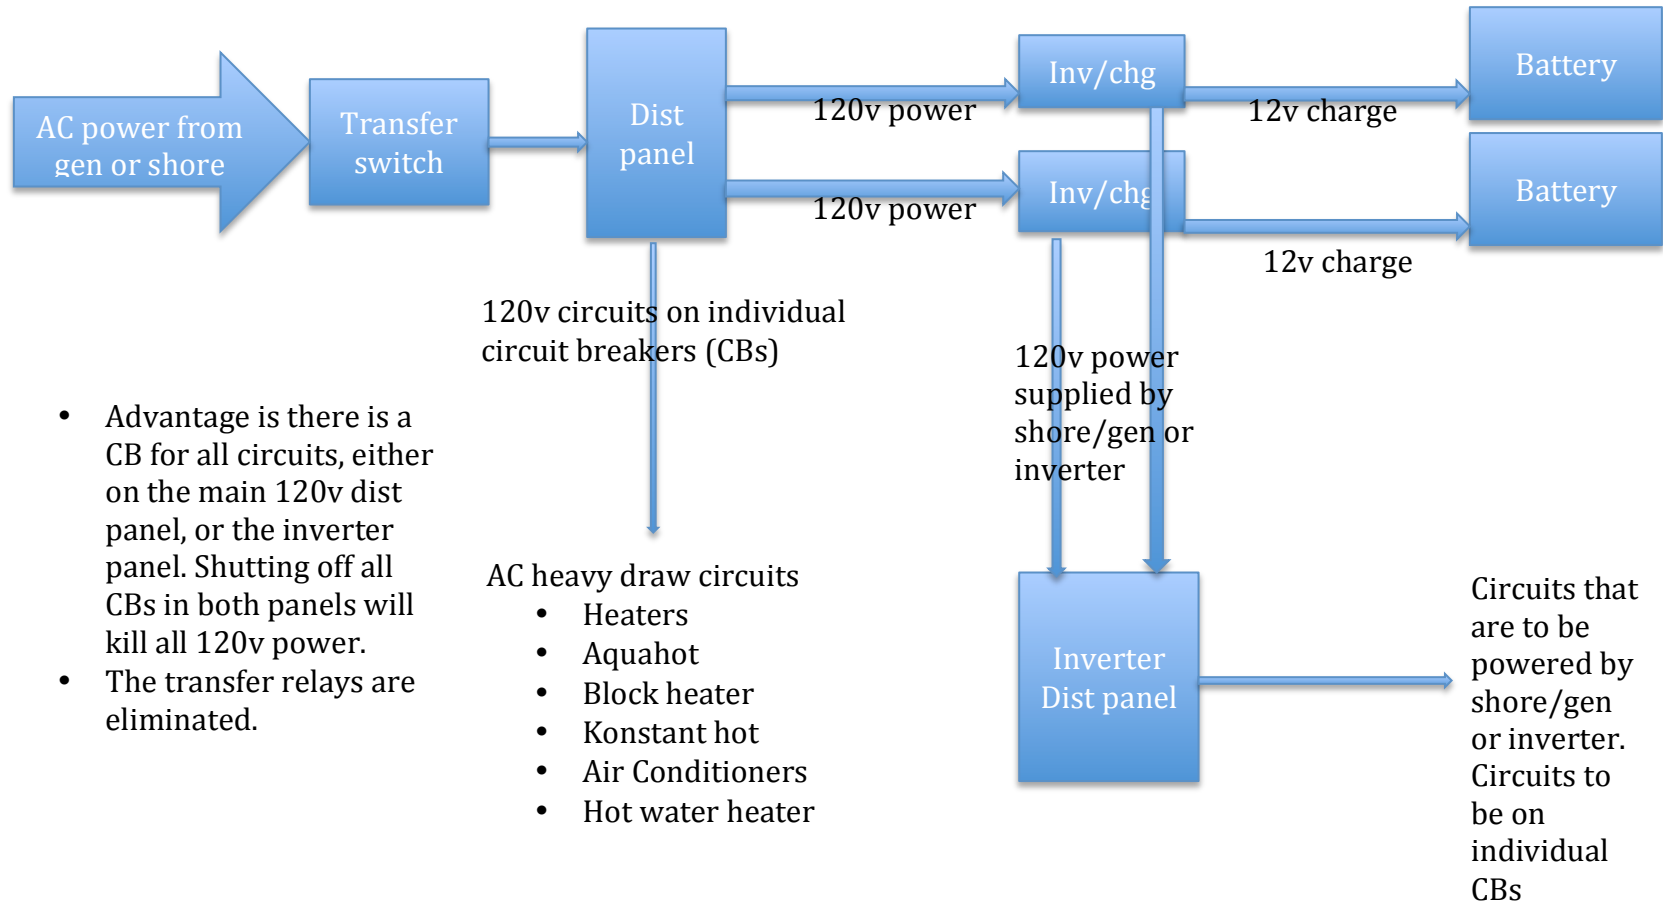 AC power from
gen or shore
Transfer
switch
Dist
panel
120v power
120v power
Inv/chg
Inv/chg
12v charge
12v charge
Battery
Battery
120v circuits on individual
circuit breakers (CBs)
120v power
supplied by
shore/gen or
inverter
• Advantage is there is a
CB for all circuits, either
on the main 120v dist
panel, or the inverter
panel. Shutting off all
CBs in both panels will
kill all 120v power.
• The transfer relays are
eliminated.
AC heavy draw circuits
• Heaters
• Aquahot
• Block heater
• Konstant hot
• Air Conditioners
• Hot water heater
Inverter
Dist panel
Circuits that
are to be
powered by
shore/gen
or inverter.
Circuits to
be on
individual
CBs